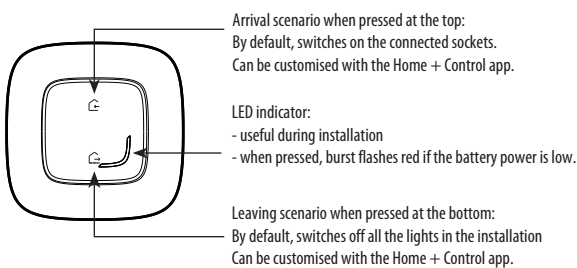 Arrival scenario when pressed at the top:
By default, switches on the connected sockets.
Can be customised with the Home + Control app.
LED indicator:
- useful during installation
- when pressed, burst flashes red if the battery power is low.
Leaving scenario when pressed at the bottom:
By default, switches off all the lights in the installation
Can be customised with the Home + Control app.